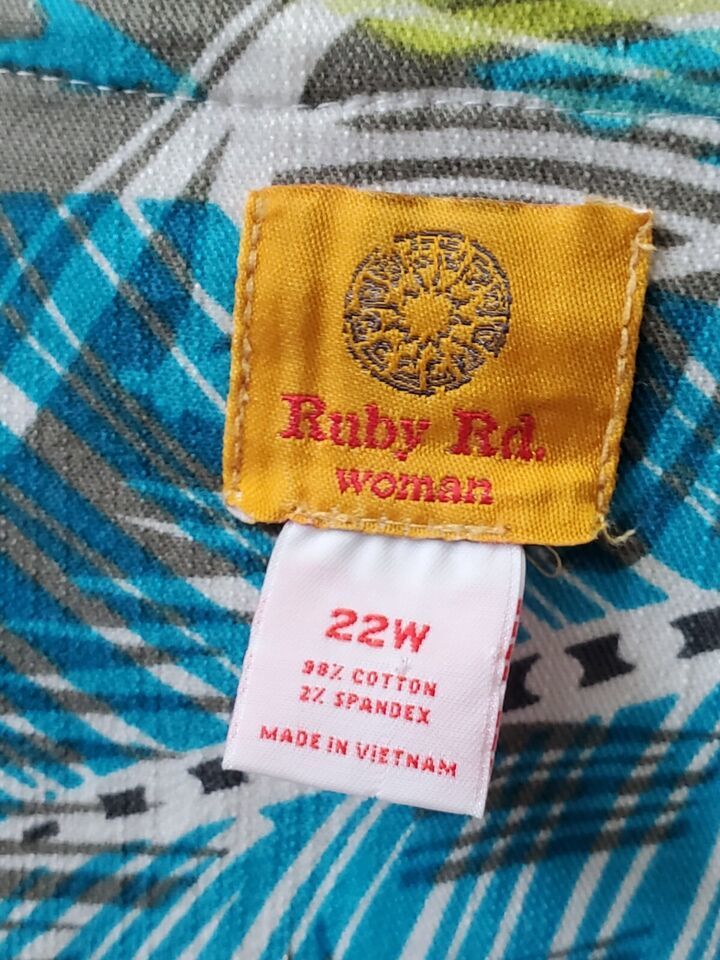 Ruby Rd.
woman
22W
98% COTTON
2% SPANDEX
MADE IN VIETNAM